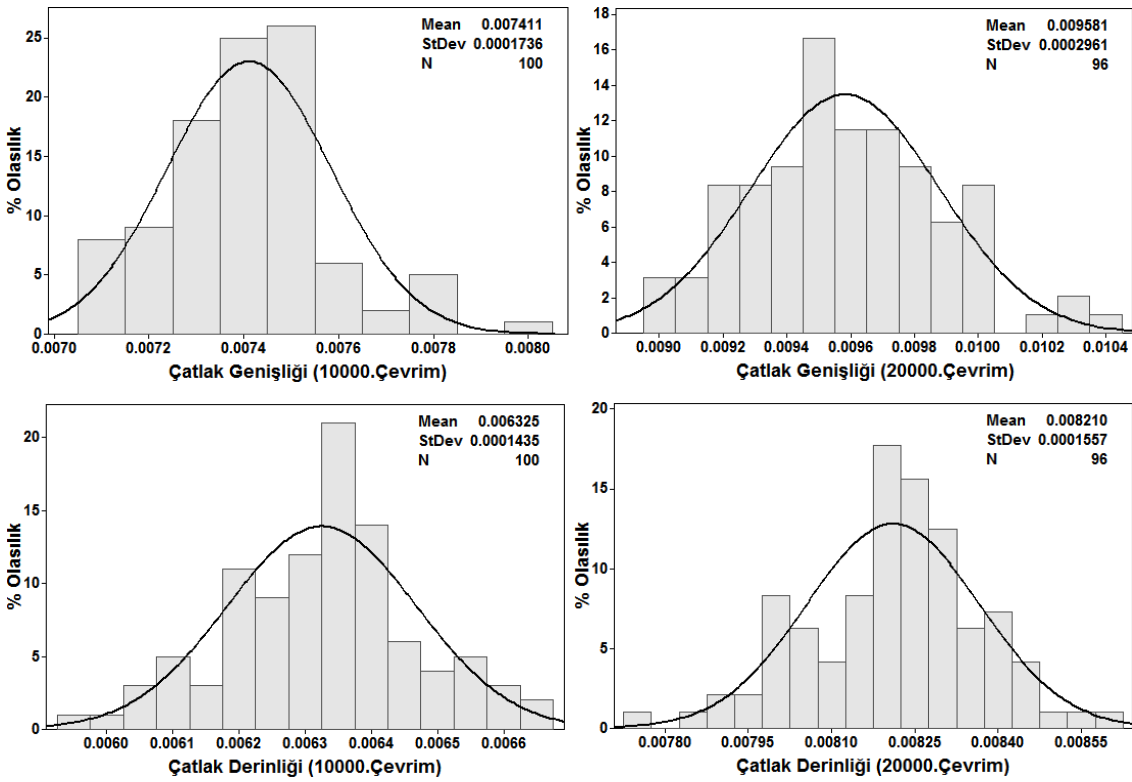 Mean 0.007411
StDev 0.0001736
N 100
% Olasılık
25
20
15
10
5
0
0.0070 0.0072 0.0074 0.0076 0.0078 0.0080
Çatlak Genişliği (10000.Çevrim)
Mean 0.009581
StDev 0.0002961
N 96
% Olasılık
18
16
14
12
10
8
6
4
2
0
0.0090 0.0092 0.0094 0.0096 0.0098 0.0100 0.0102 0.0104
Çatlak Genişliği (20000.Çevrim)
Mean 0.006325
StDev 0.0001435
N 100
% Olasılık
20
15
10
5
0
0.0060 0.0061 0.0062 0.0063 0.0064 0.0065 0.0066
Çatlak Derinliği (10000.Çevrim)
Mean 0.008210
StDev 0.0001557
N 96
% Olasılık
20
15
10
5
0
0.00780 0.00795 0.00810 0.00825 0.00840 0.00855
Çatlak Derinliği (20000.Çevrim)